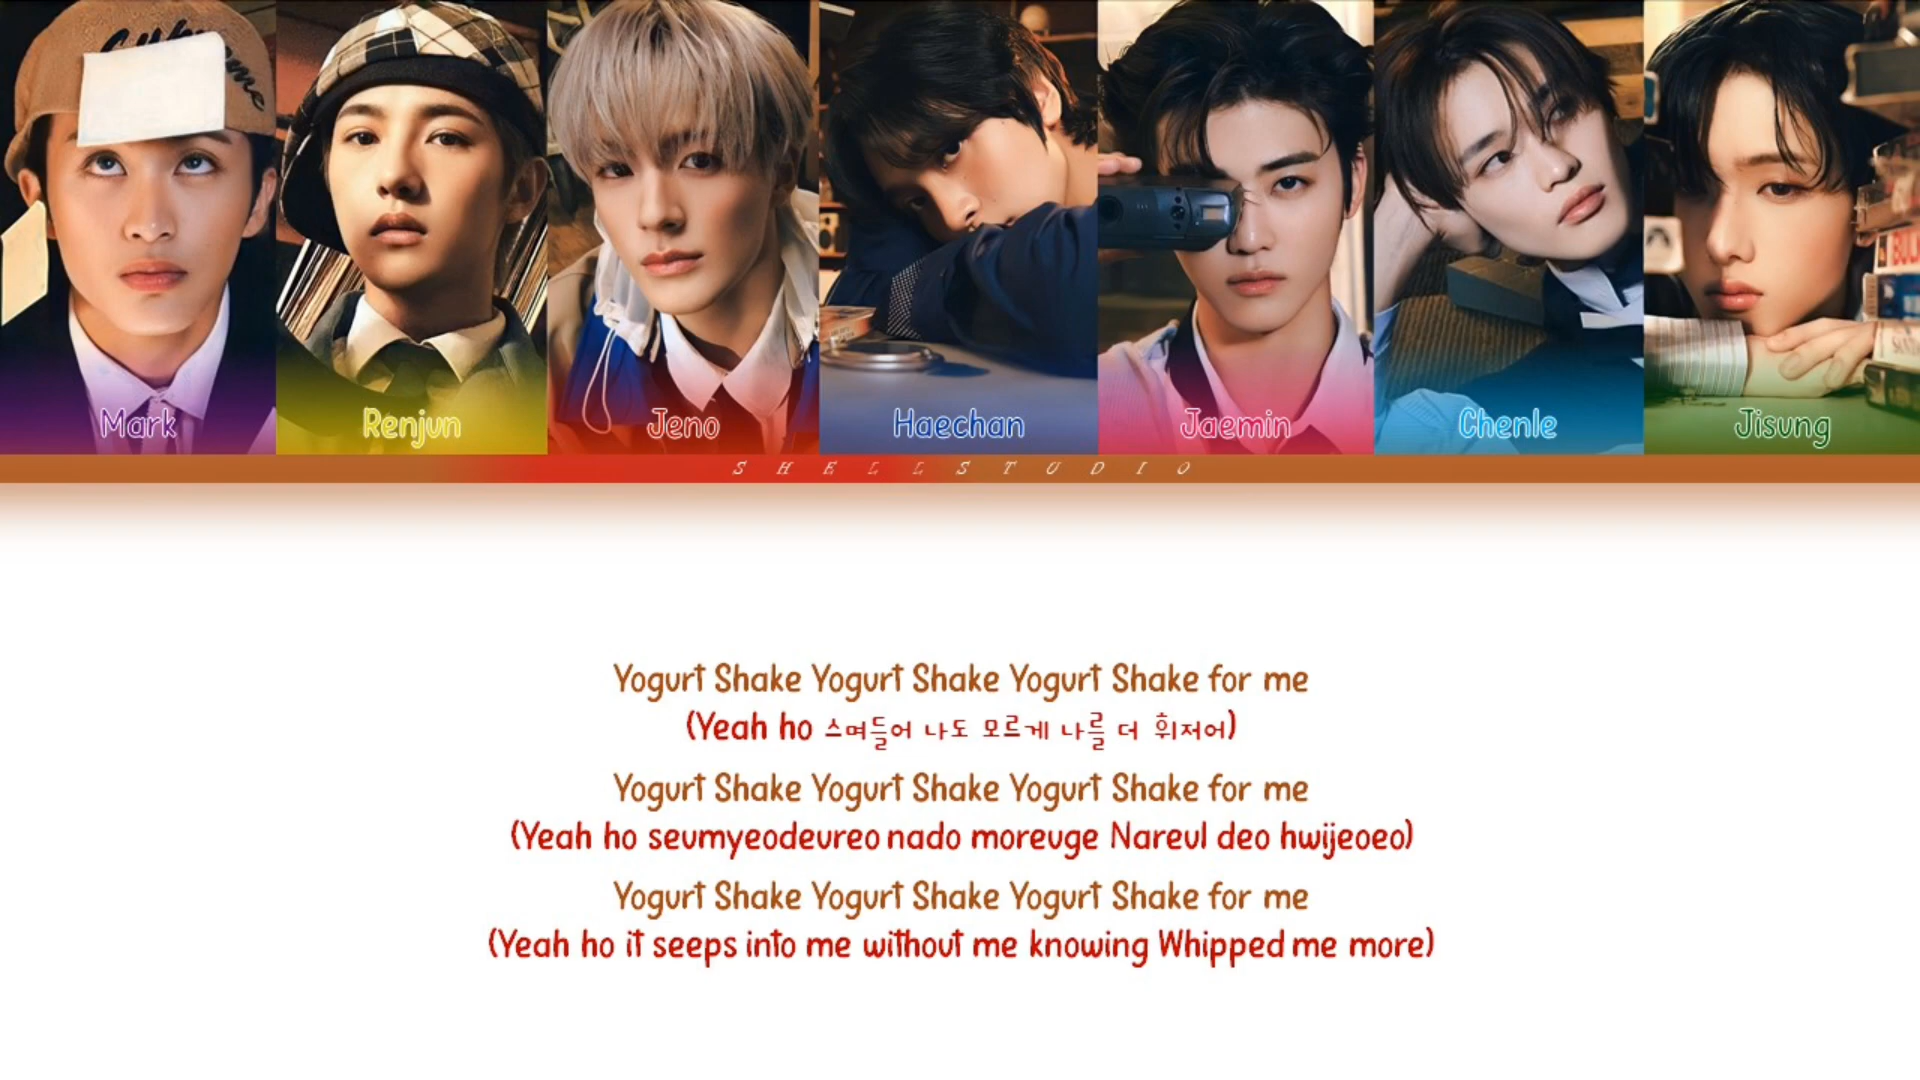 Mark
Renjun
Jeno
Haechan
Jaemin
Chenle
Jisung
SHELLSTUDIO
Yogurt Shake Yogurt Shake Yogurt Shake for me
(Yeah ho 스며들어 나도 모르게 나를 더 휘저어)
Yogurt Shake Yogurt Shake Yogurt Shake for me
(Yeah ho seumyeodeureo nado moreuge Nareul deo hwijeoeo)
Yogurt Shake Yogurt Shake Yogurt Shake for me
(Yeah ho it seeps into me without me knowing Whipped me more)